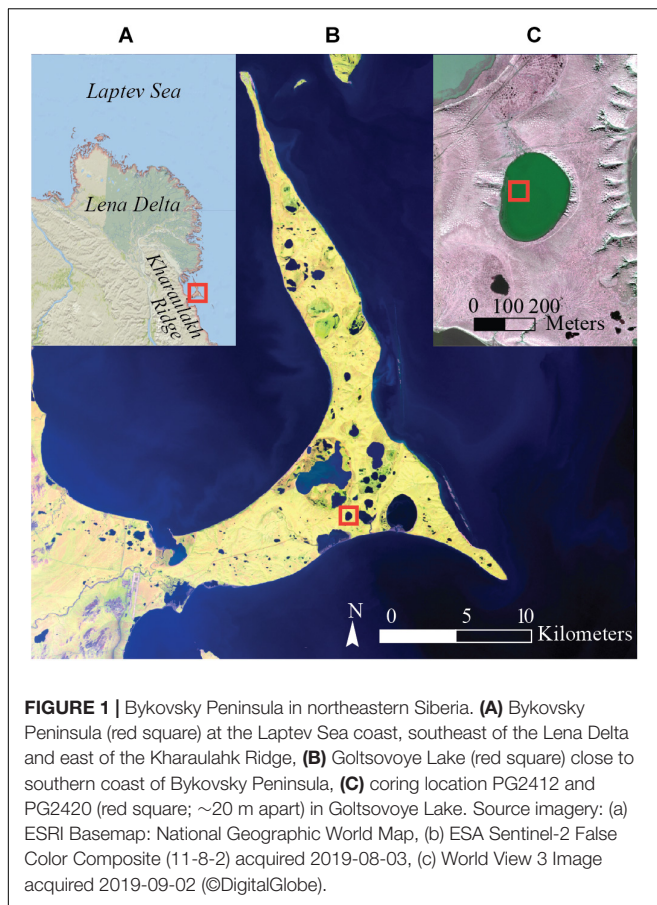 A
B
C
Laptev Sea
Lena Delta
Kharaulakh
Ridge
0 100 200
Meters
N
0 5 10
Kilometers
FIGURE 1 | Bykovsky Peninsula in northeastern Siberia. (A) Bykovsky
Peninsula (red square) at the Laptev Sea coast, southeast of the Lena Delta
and east of the Kharaulahk Ridge, (B) Goltsovoye Lake (red square) close to
southern coast of Bykovsky Peninsula, (C) coring location PG2412 and
PG2420 (red square; ~20 m apart) in Goltsovoye Lake. Source imagery: (a)
ESRI Basemap: National Geographic World Map, (b) ESA Sentinel-2 False
Color Composite (11-8-2) acquired 2019-08-03, (c) World View 3 Image
acquired 2019-09-02 (©DigitalGlobe).